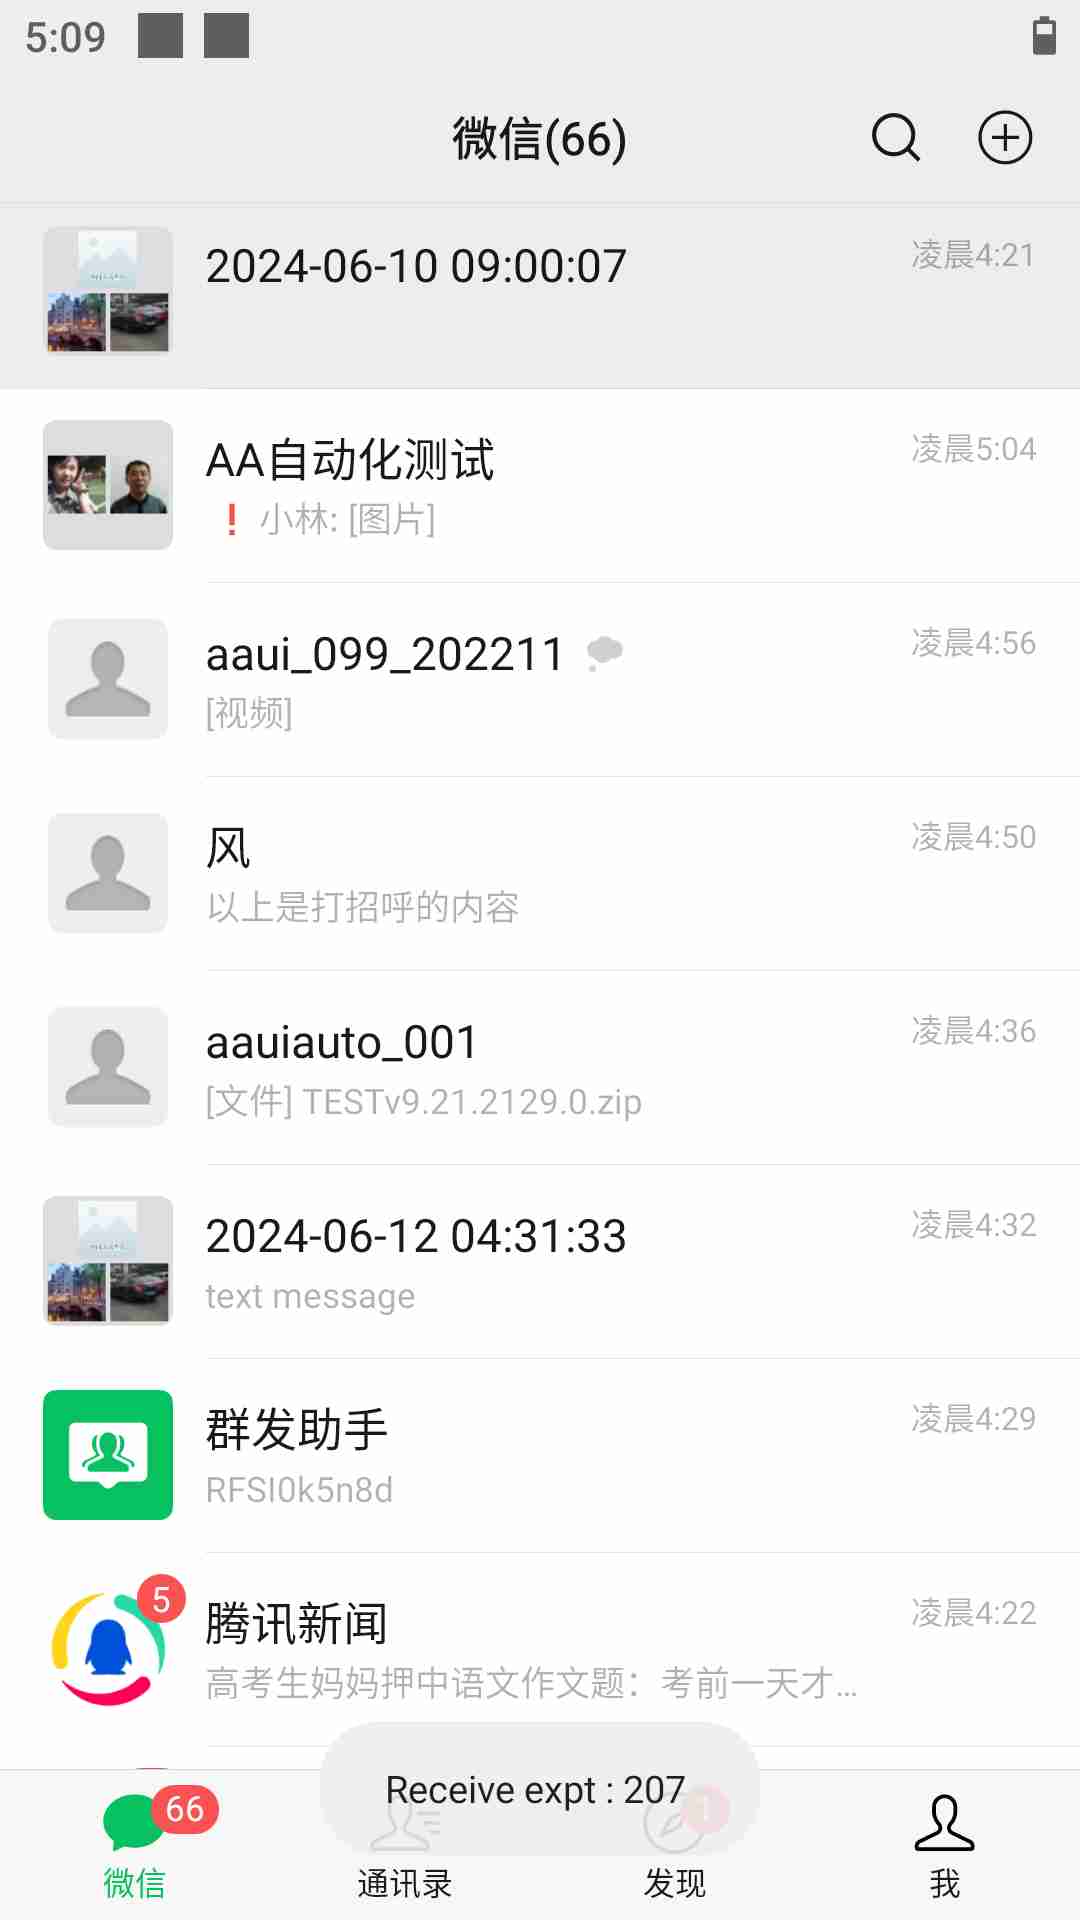 5:09
微信(66)
2024-06-10 09:00:07
凌晨4:21
AA自动化测试
凌晨5:04
小林: [图片]
aaui_099_202211
凌晨4:56
[视频]
风
凌晨4:50
以上是打招呼的内容
aauiauto_001
凌晨4:36
[文件] TESTv9.21.2129.0.zip
2024-06-12 04:31:33
凌晨4:32
text message
群发助手
凌晨4:29
RFSI0k5n8d
5
腾讯新闻
凌晨4:22
高考生妈妈押中语文作文题：考前一天才...
Receive expt : 207
66
1
微信
通讯录
发现
我